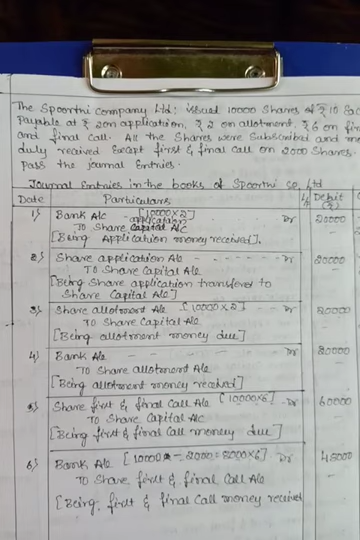 The Spoorthi Company Ltd: issued 10000 Shares of ₹ 10 Eac
Payable at ₹ 2 on application, ₹ 2 on allotment, ₹ 6 on fir
and final call. All the Shares were Subscribed and
duly received Except first & final call on 2000 Shares.
pass the journal Entries.
Journal Entries in the books of Spoorthi co, Ltd
Date Particulars L.F Debit (₹)
1) Bank A/c [10000 x 2] Dr 20000
To Share application A/c
[Being Application money received].
2) Share application A/c Dr 20000
To Share Capital A/c
[Being Share application transfer to
Share Capital A/c]
3) Share allotment A/c [10000 x 2] Dr 20000
To Share Capital A/c
[Being allotment money due]
4) Bank A/c Dr 20000
To Share allotment A/c
[Being allotment money received]
5) Share first & final Call A/c [10000x6] Dr 60000
To Share Capital A/c
[Being first & final Call money due]
6) Bank A/c [10000 - 2000 = 8000 x 6] Dr 48000
To Share first & final Call A/c
[Being first & final Call money received